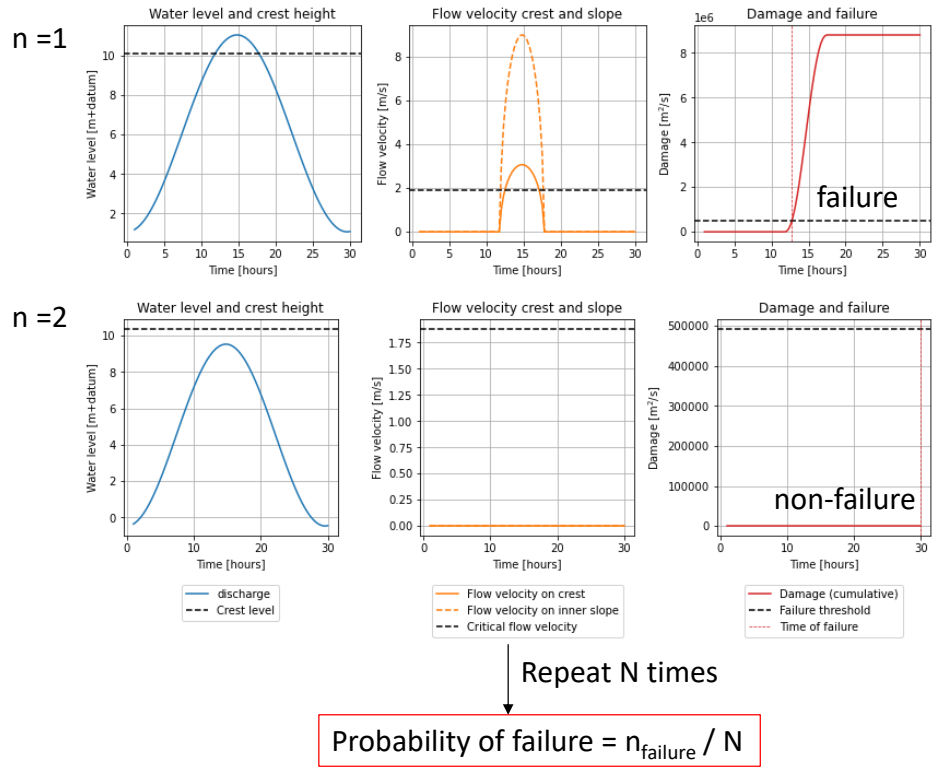 n =1
Water level and crest height
Water level [m+datum]
10
8
6
4
2
0 5 10 15 20 25 30
Time [hours]
Flow velocity crest and slope
Flow velocity [m/s]
8
6
4
2
0
0 5 10 15 20 25 30
Time [hours]
Damage and failure
1e6
Damage [m²/s]
8
6
4
2
0
failure
0 5 10 15 20 25 30
Time [hours]
n =2
Water level and crest height
Water level [m+datum]
10
8
6
4
2
0
0 10 20 30
Time [hours]
discharge
Crest level
Flow velocity crest and slope
Flow velocity [m/s]
1.75
1.50
1.25
1.00
0.75
0.50
0.25
0.00
0 10 20 30
Time [hours]
Flow velocity on crest
Flow velocity on inner slope
Critical flow velocity
Damage and failure
Damage [m²/s]
500000
400000
300000
200000
100000
0
non-failure
0 10 20 30
Time [hours]
Damage (cumulative)
Failure threshold
Time of failure
Repeat N times
Probability of failure = nfailure / N